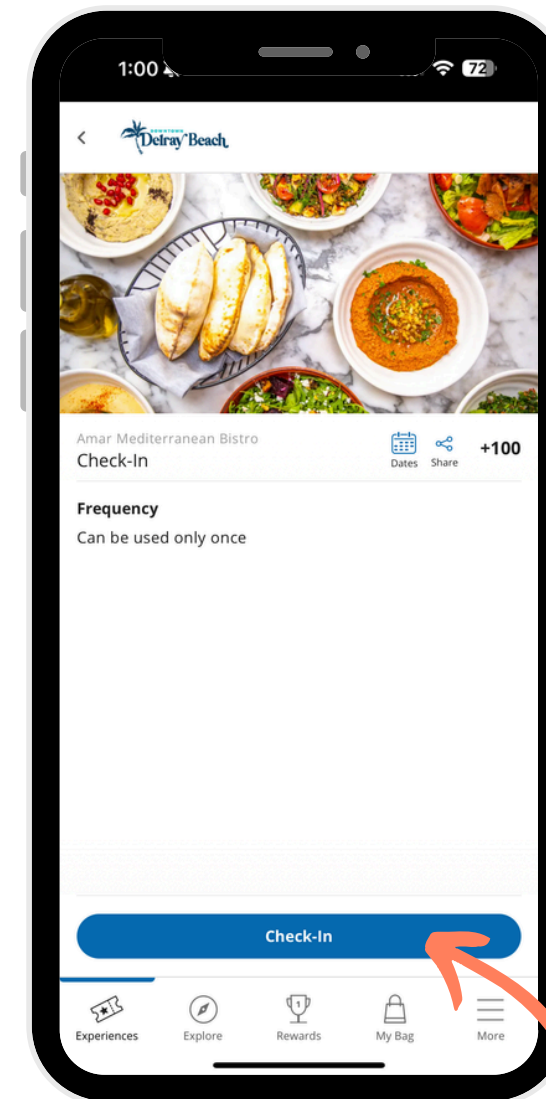 1:00
72
DOWNTOWN
Delray Beach
Amar Mediterranean Bistro
Check-In
Dates
Share
+100
Frequency
Can be used only once
Check-In
1
Experiences
Explore
Rewards
My Bag
More